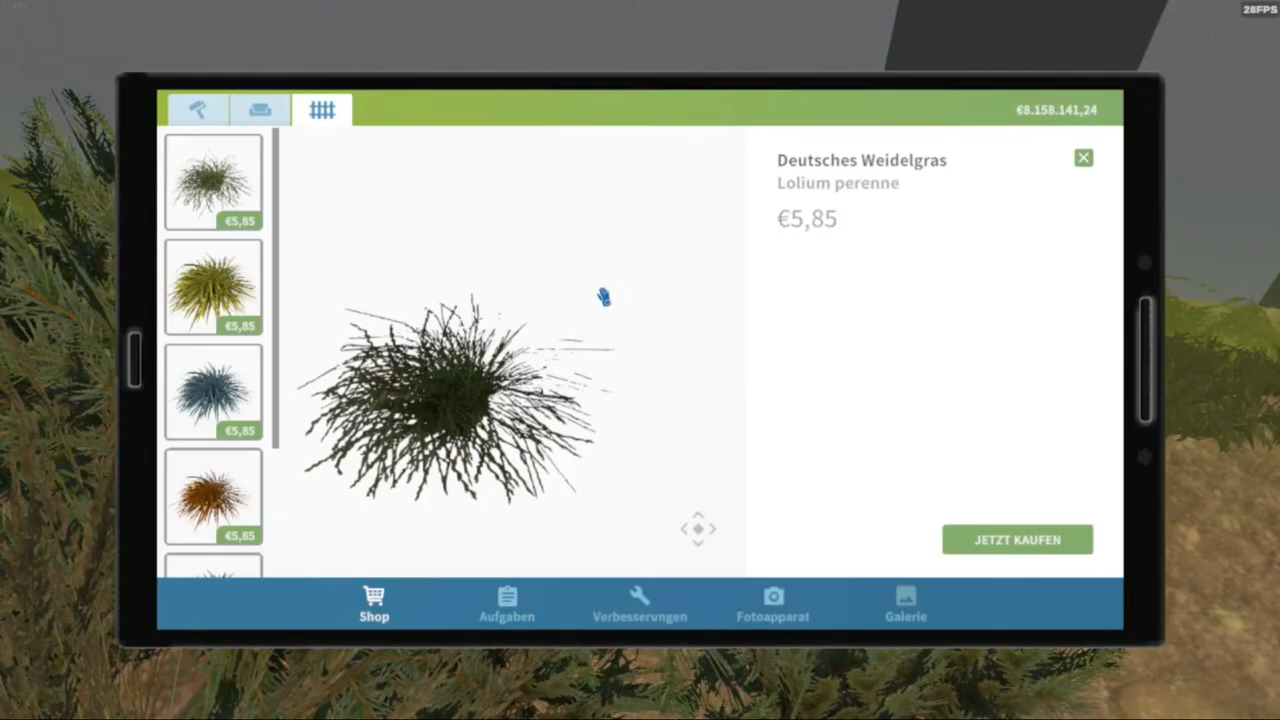 28FPS
€8.158.141,24
€5,85
€5,85
€5,85
€5,85
Deutsches Weidelgras
Lolium perenne
€5,85
JETZT KAUFEN
Shop
Aufgaben
Verbesserungen
Fotoapparat
Galerie